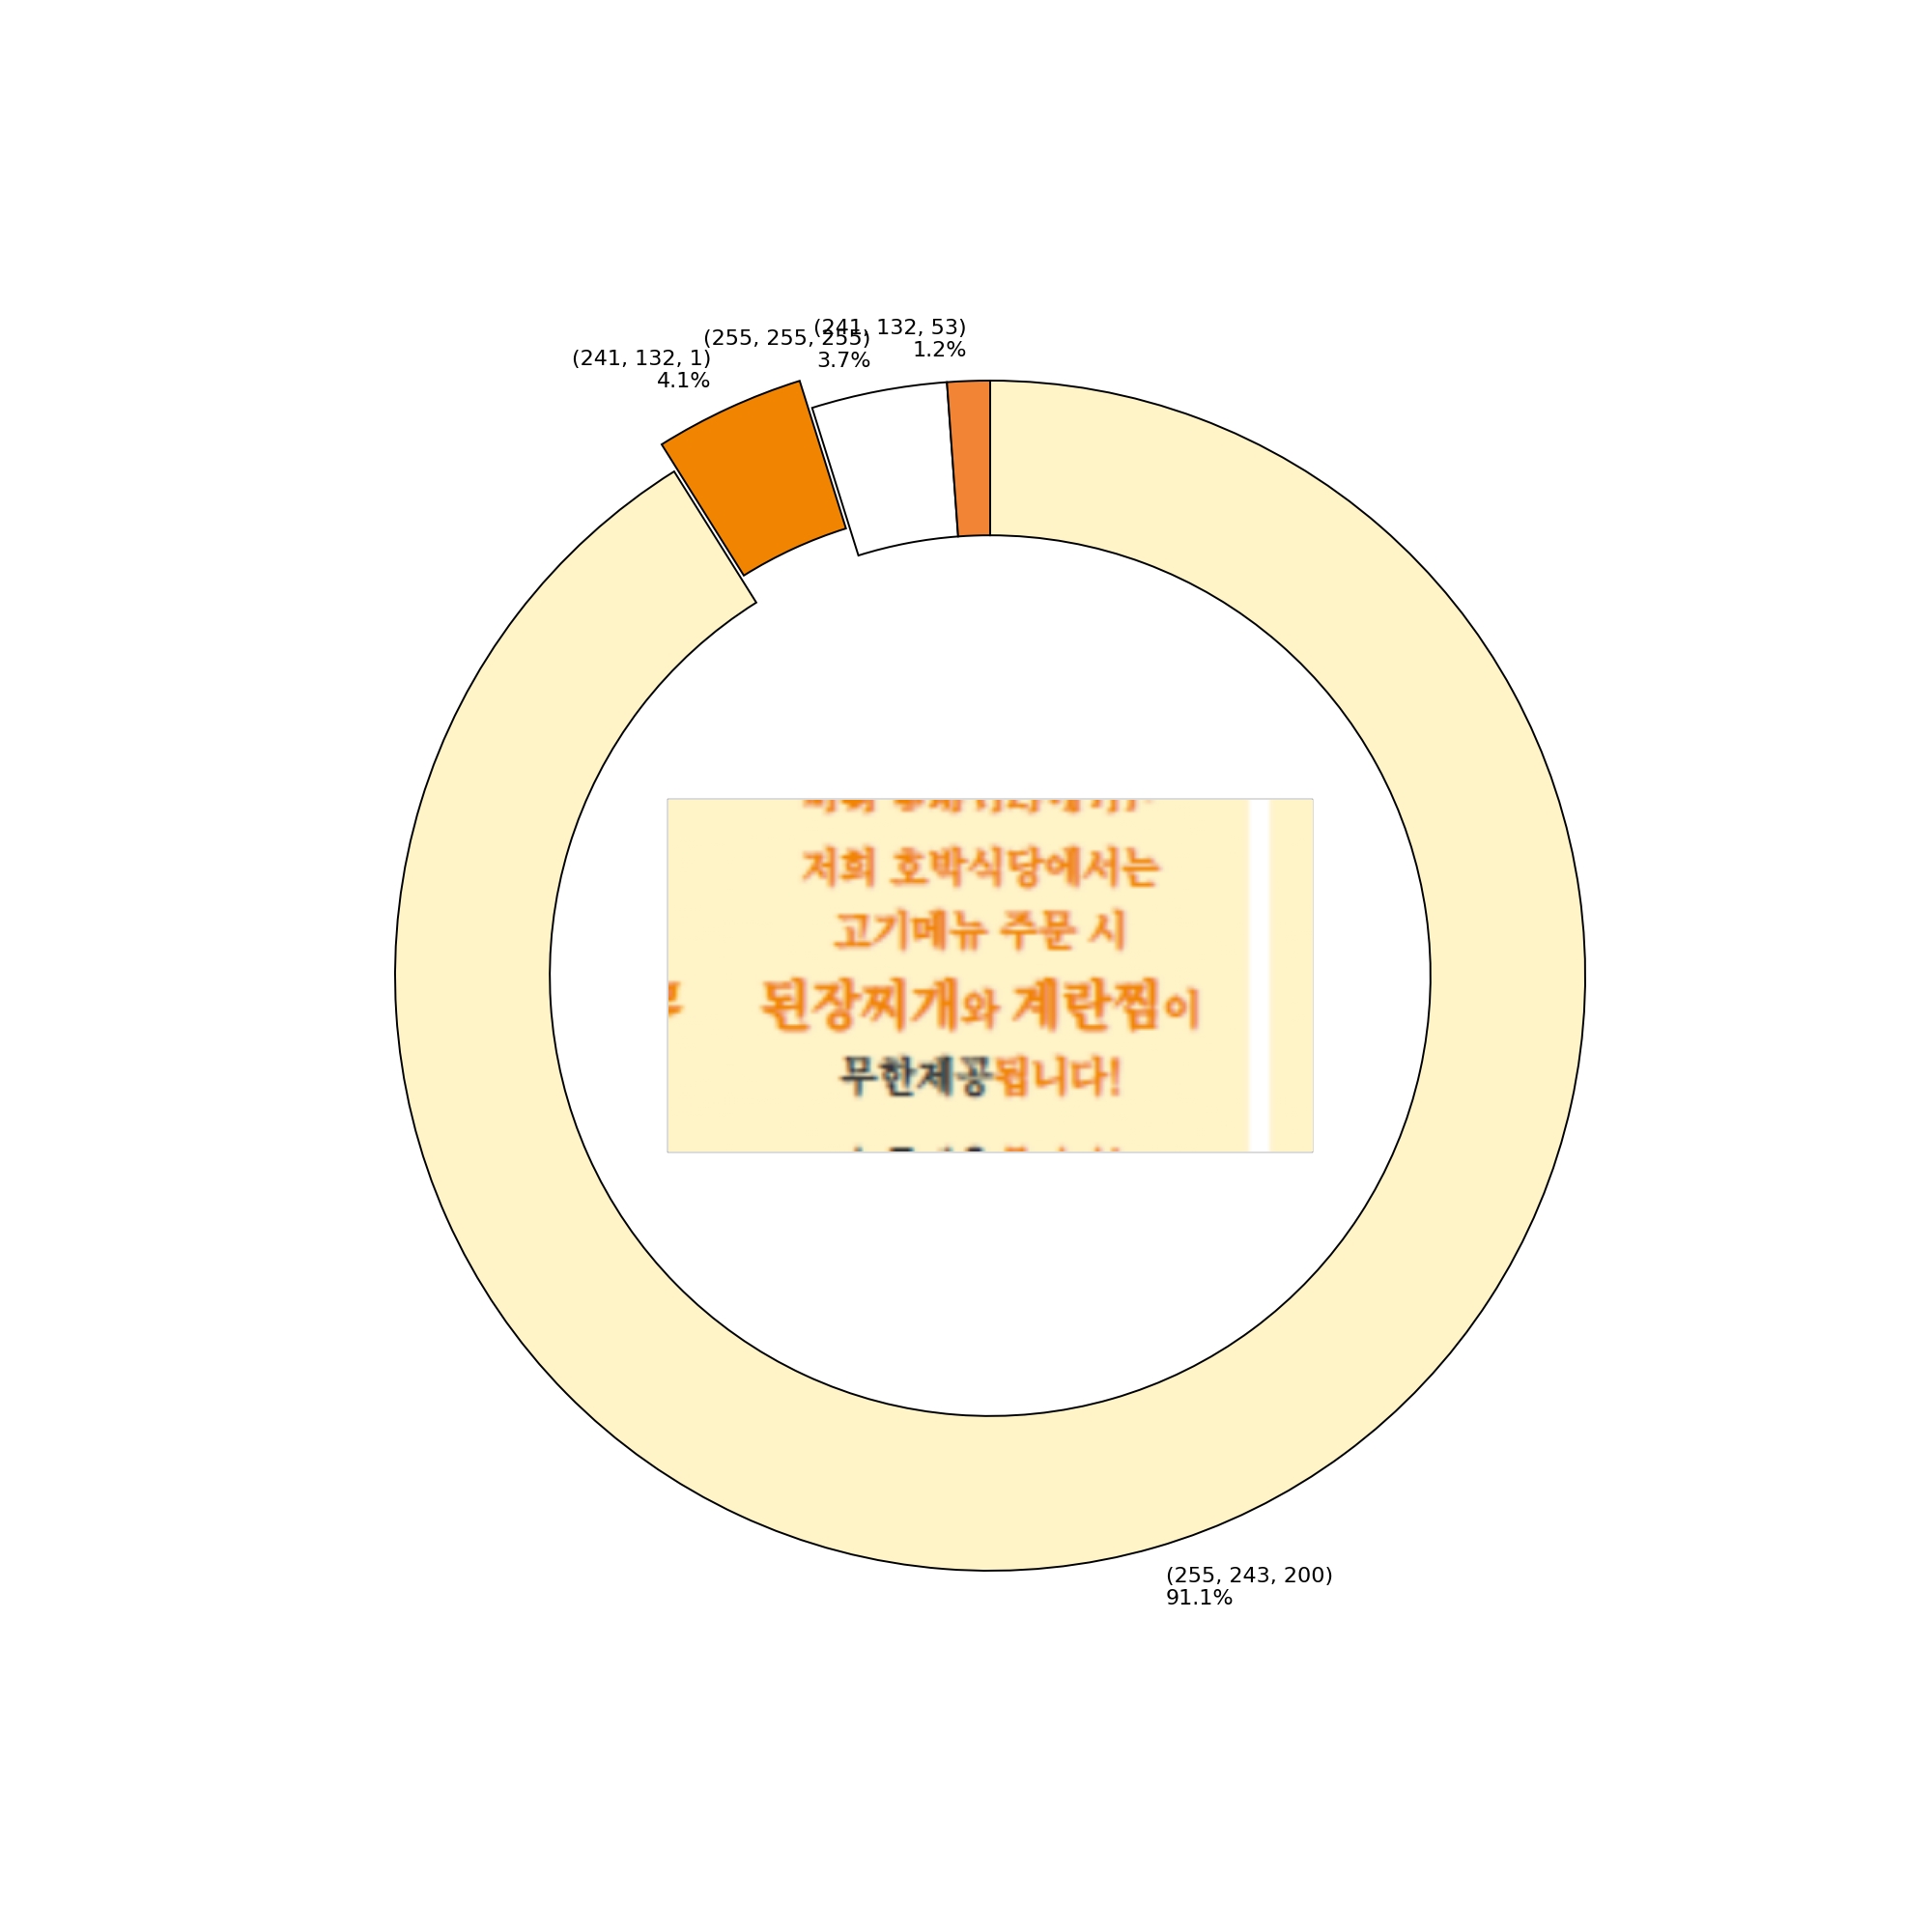 (241, 132, 53)
1.2%
(255, 255, 255)
3.7%
(241, 132, 1)
4.1%
저희 호박식당에서는
고기메뉴 주문 시
된장찌개와 계란찜이
무한제공됩니다!
(255, 243, 200)
91.1%